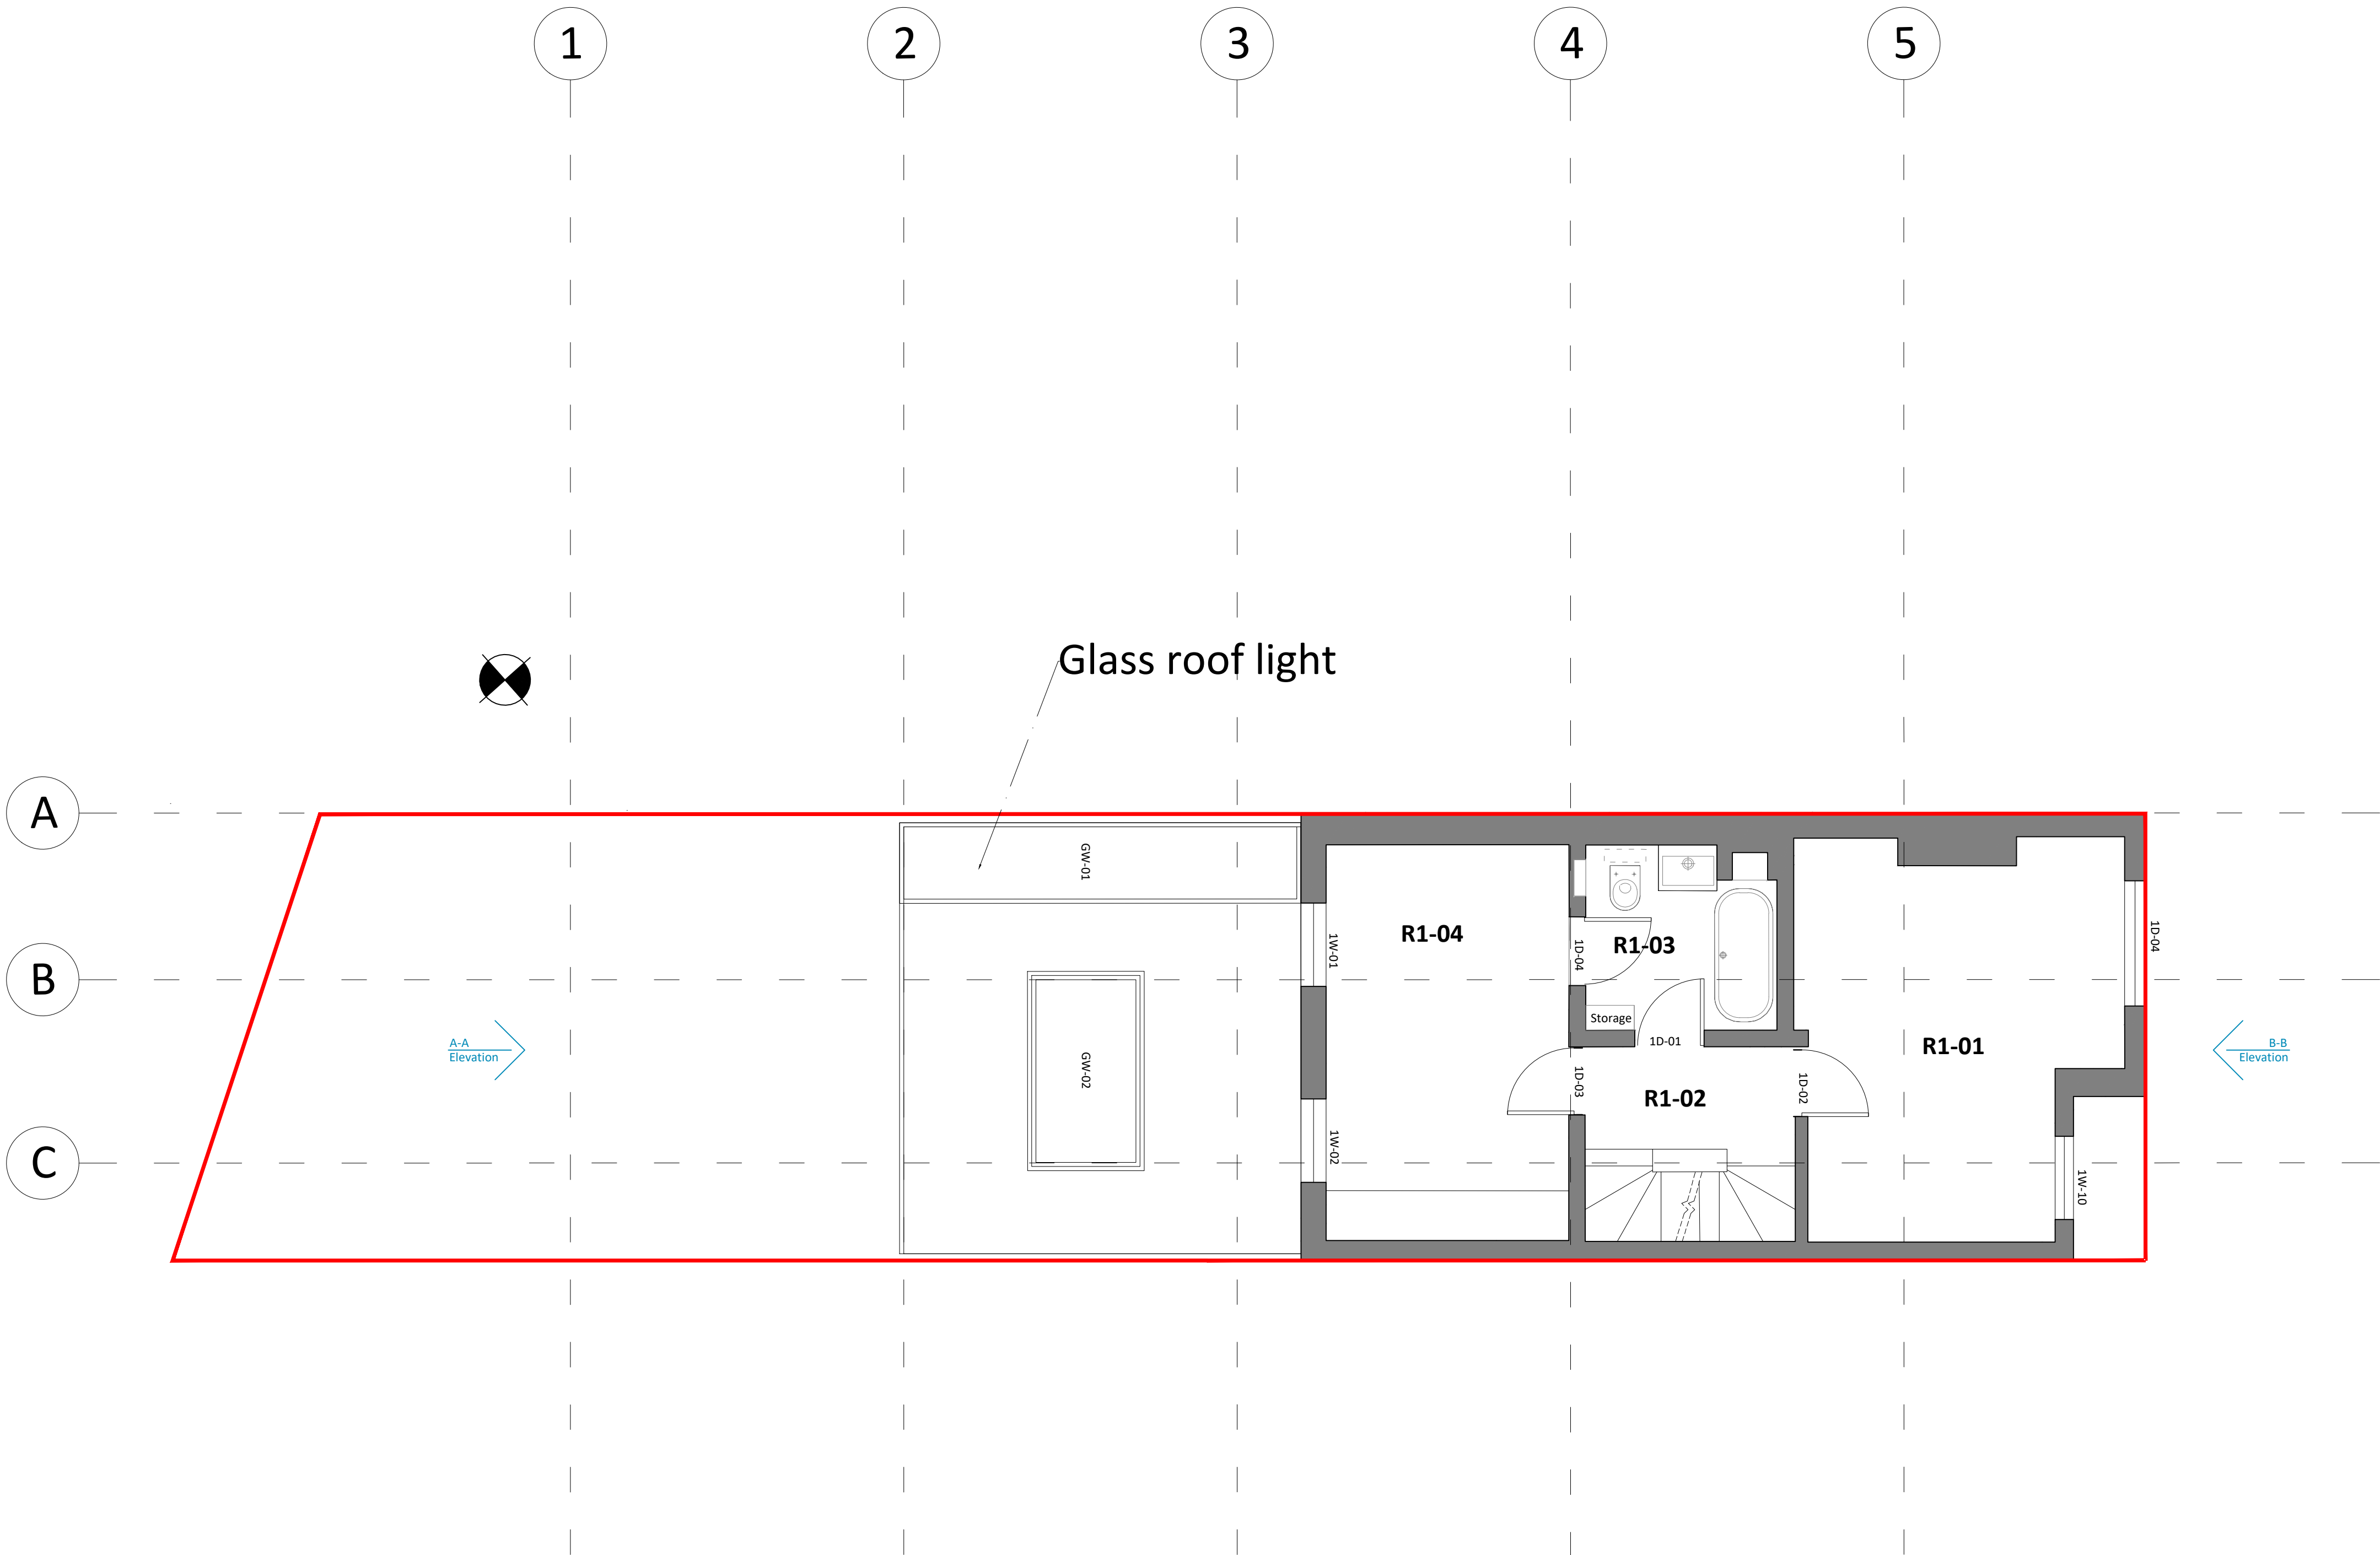 1
2
3
4
5
Glass roof light
A
GW-01
R1-04
1W-01
1D-04
R1-03
1D-04
B
Storage
1D-01
A-A
Elevation
GW-02
R1-01
B-B
Elevation
1D-03
1D-02
R1-02
C
1W-02
1W-10